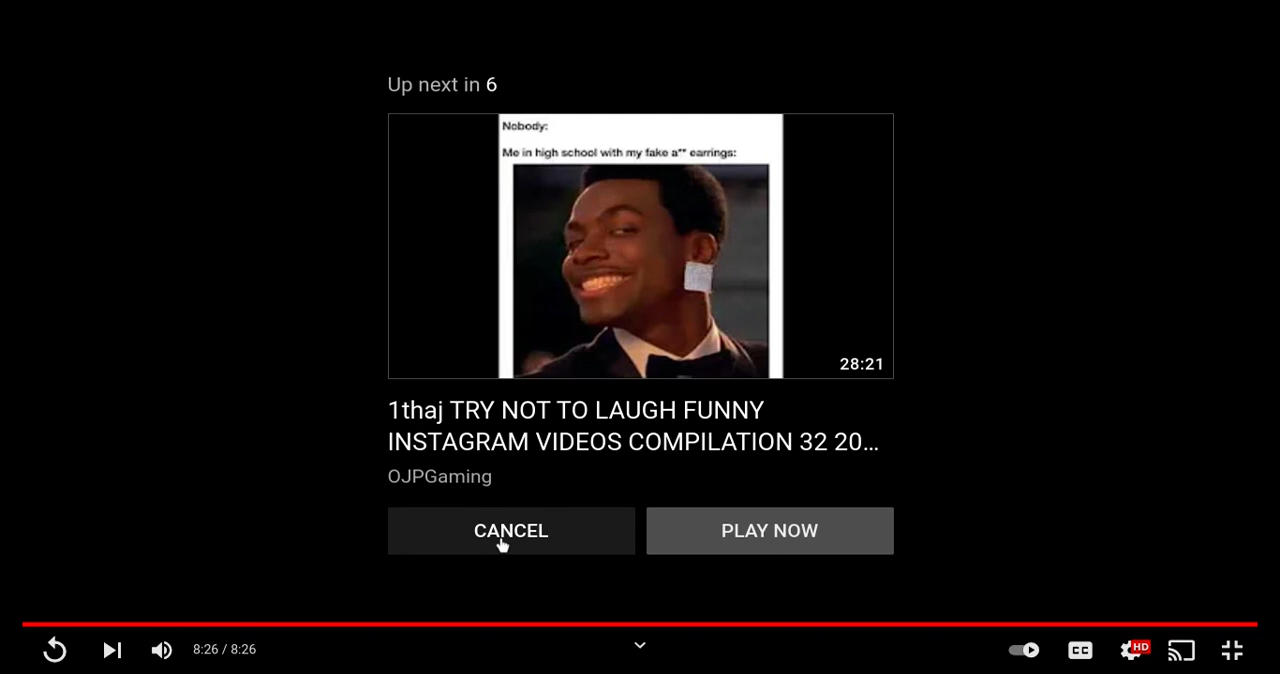 Up next in 6
Nobody:
Me in high school with my fake a** earrings:
28:21
1thaj TRY NOT TO LAUGH FUNNY
INSTAGRAM VIDEOS COMPILATION 32 20...
OJPGaming
CANCEL
PLAY NOW
8:26 / 8:26
CC
HD